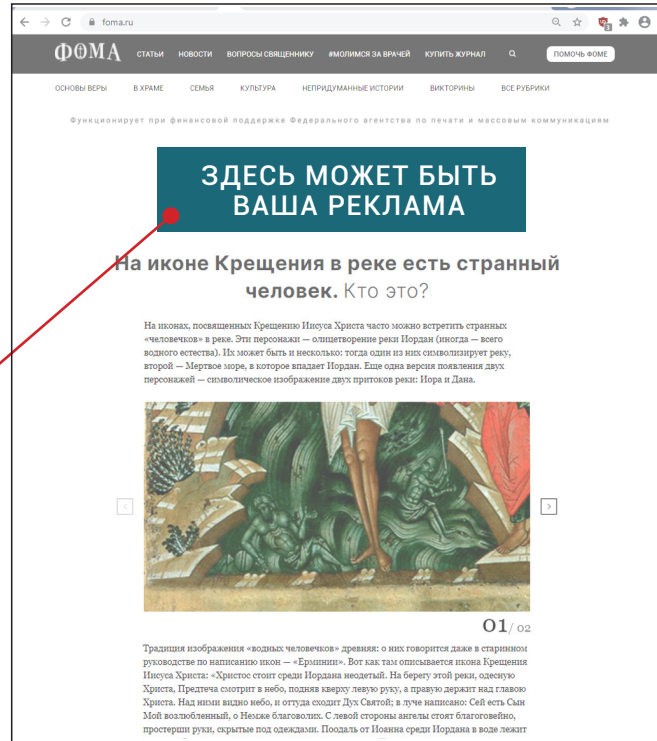 foma.ru
3
ФОМА СТАТЬИ НОВОСТИ ВОПРОСЫ СВЯЩЕННИКУ #МОЛИМСЯ ЗА ВРАЧЕЙ КУПИТЬ ЖУРНАЛ ПОМОЧЬ ФОМЕ
ОСНОВЫ ВЕРЫ В ХРАМЕ СЕМЬЯ КУЛЬТУРА НЕПРИДУМАННЫЕ ИСТОРИИ ВИКТОРИНЫ ВСЕ РУБРИКИ
Функционирует при финансовой поддержке Федерального агентства по печати и массовым коммуникациям
ЗДЕСЬ МОЖЕТ БЫТЬ
ВАША РЕКЛАМА
На иконе Крещения в реке есть странный
человек. Кто это?
На иконах, посвященных Крещению Иисуса Христа часто можно встретить странных
«человечков» в реке. Эти персонажи — олицетворение реки Иордан (иногда — всего
водного естества). Их может быть и несколько: тогда один из них символизирует реку,
второй — Мертвое море, в которое впадает Иордан. Еще одна версия появления двух
персонажей — символическое изображение двух притоков реки: Иора и Дана.
01/ 02
Традиция изображения «водных человечков» древняя: о них говорится даже в старинном
руководстве по написанию икон — «Ерминии». Вот как там описывается икона Крещения
Иисуса Христа: «Христос стоит среди Иордана неодетый. На берегу этой реки, одесную
Христа, Предтеча смотрит в небо, подняв кверху левую руку, а правую держит над главою
Христа. Над ними видно небо, и оттуда сходит Дух Святой; в луче написано: Сей есть Сын
Мой возлюбленный, о Немже благоволих. С левой стороны ангелы стоят благоговейно,
простерши руки, скрытые под одеждами. Поодаль от Иоанна среди Иордана в воде лежит